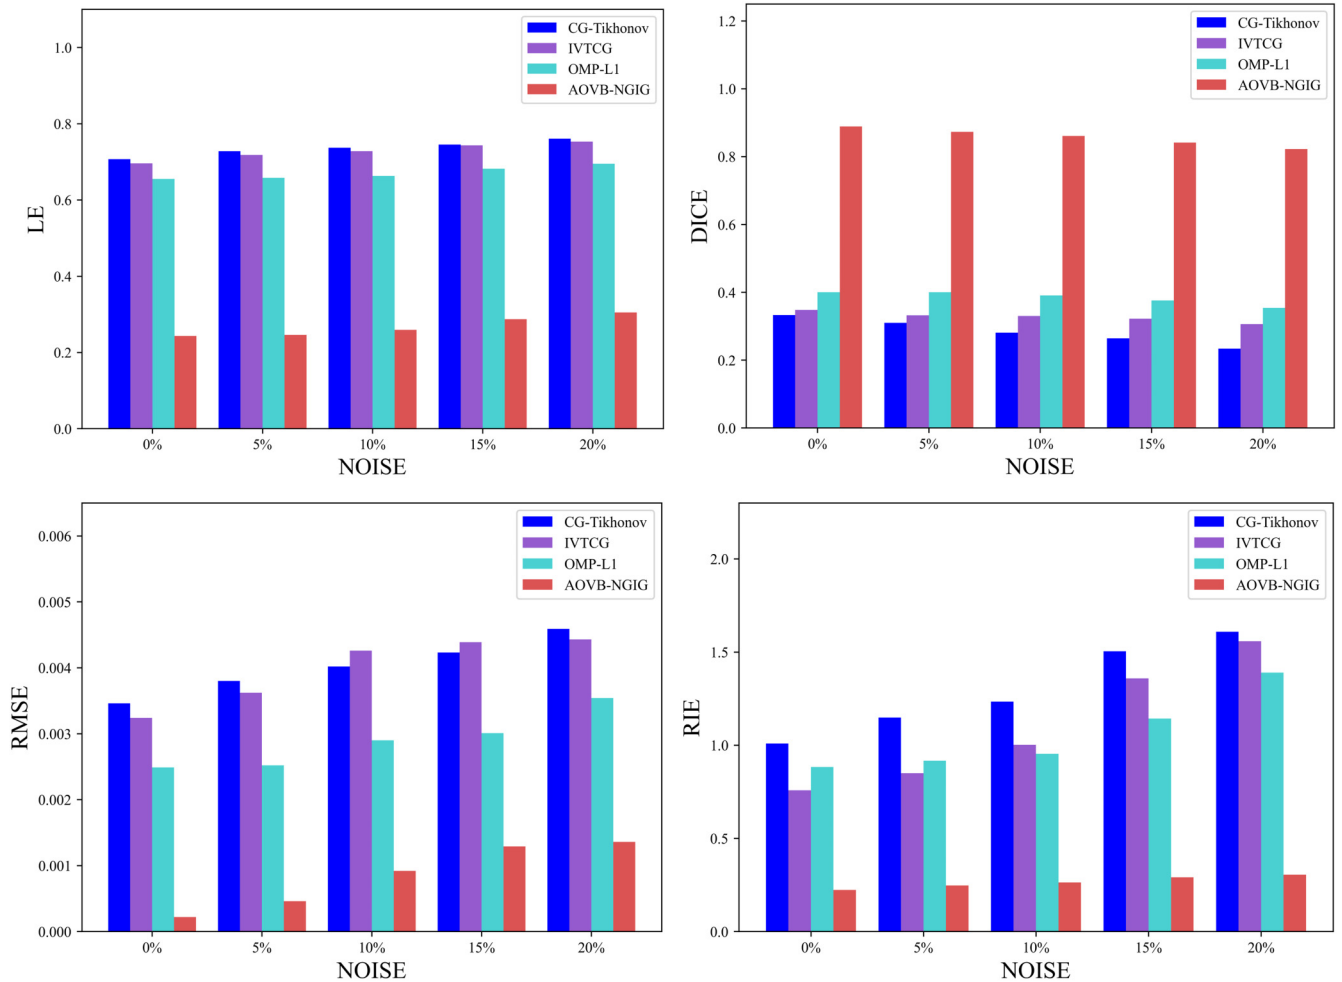 CG-Tikhonov
IVTCG
OMP-L1
AOVB-NGIG
1.0
0.8
0.6
0.4
0.2
0.0
LE
0%
5%
10%
15%
20%
NOISE
CG-Tikhonov
IVTCG
OMP-L1
AOVB-NGIG
1.2
1.0
0.8
0.6
0.4
0.2
0.0
DICE
0%
5%
10%
15%
20%
NOISE
CG-Tikhonov
IVTCG
OMP-L1
AOVB-NGIG
0.006
0.005
0.004
0.003
0.002
0.001
0.000
RMSE
0%
5%
10%
15%
20%
NOISE
CG-Tikhonov
IVTCG
OMP-L1
AOVB-NGIG
2.0
1.5
1.0
0.5
0.0
RIE
0%
5%
10%
15%
20%
NOISE